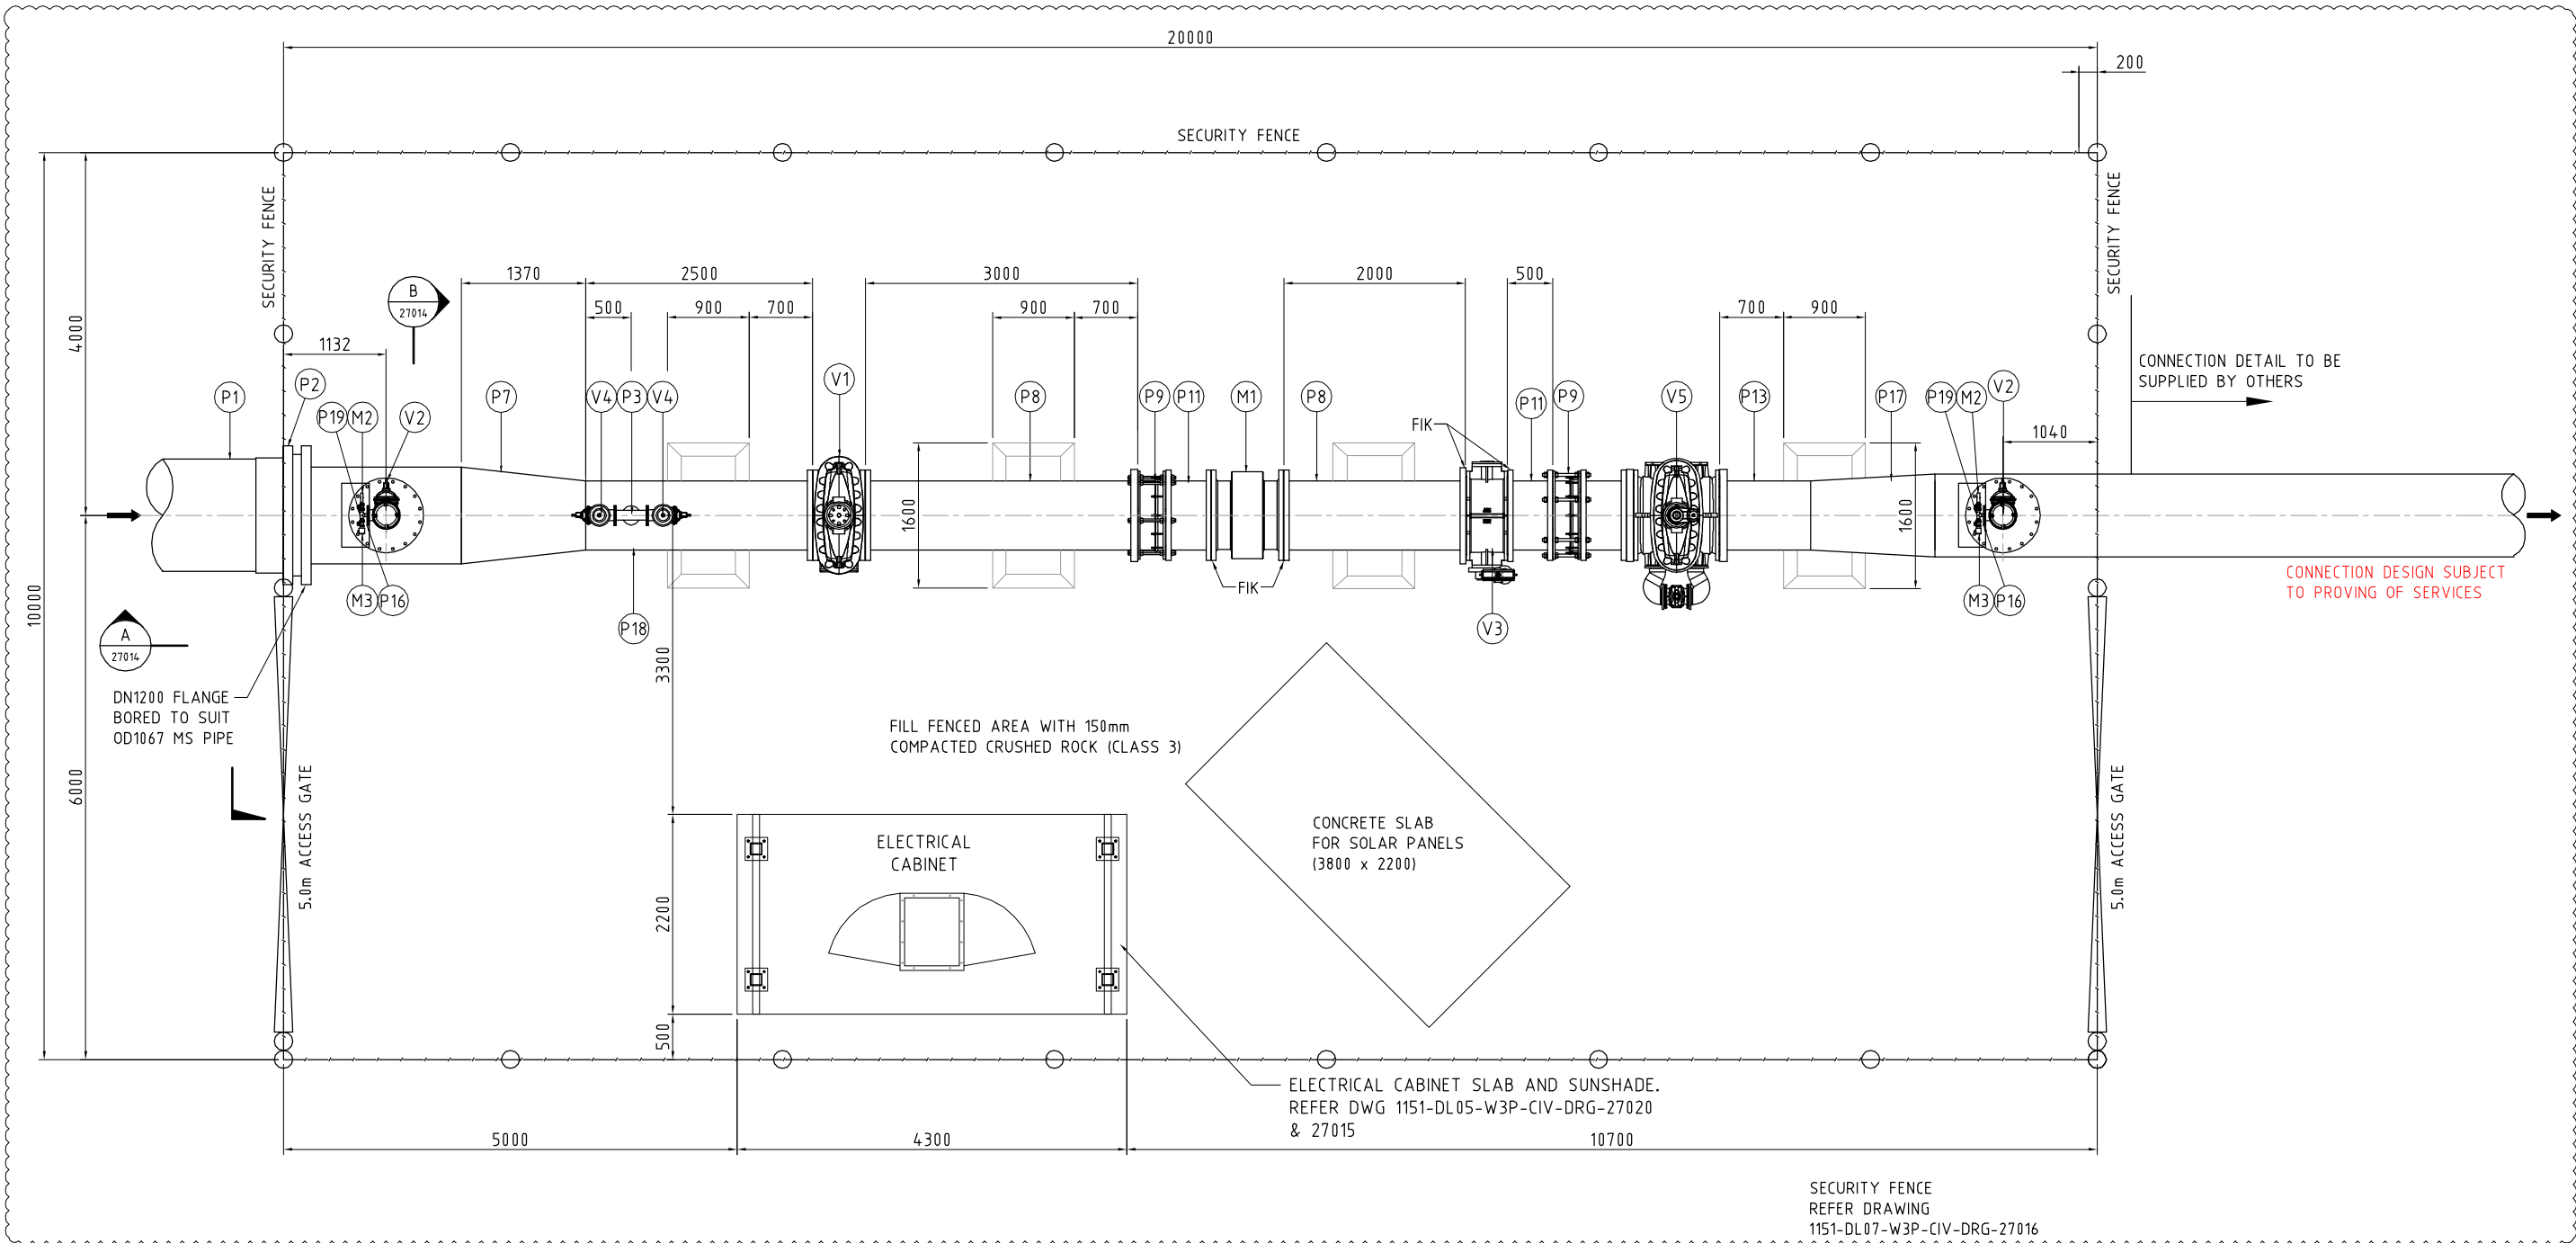 20000
200
SECURITY FENCE
SECURITY FENCE
SECURITY FENCE
1370
2500
3000
2000
500
B
27014
500
900
700
900
700
700
900
4000
1132
CONNECTION DETAIL TO BE
SUPPLIED BY OTHERS
P1
P2
P19
M2
V2
P7
V4
P3
V4
V1
P8
P9
P11
M1
P8
FIK
P11
P9
V5
P13
P17
P19
M2
V2
1040
1600
1600
FIK
CONNECTION DESIGN SUBJECT
TO PROVING OF SERVICES
M3
P16
P18
V3
M3
P16
10000
A
27014
3300
DN1200 FLANGE
BORED TO SUIT
OD1067 MS PIPE
FILL FENCED AREA WITH 150mm
COMPACTED CRUSHED ROCK (CLASS 3)
6000
5.0m ACCESS GATE
ELECTRICAL
CABINET
CONCRETE SLAB
FOR SOLAR PANELS
(3800 x 2200)
5.0m ACCESS GATE
2200
500
ELECTRICAL CABINET SLAB AND SUNSHADE.
REFER DWG 1151-DL05-W3P-CIV-DRG-27020
& 27015
5000
4300
10700
SECURITY FENCE
REFER DRAWING
1151-DL07-W3P-CIV-DRG-27016